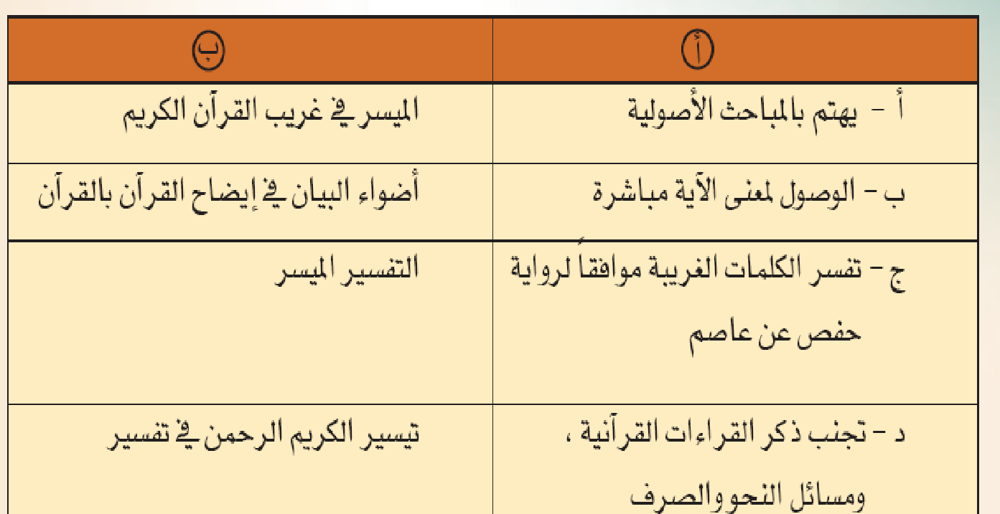 أ
ب
أ - يهتم بالمباحث الأصولية
الميسر في غريب القرآن الكريم
ب - الوصول لمعنى الآية مباشرة
أضواء البيان في إيضاح القرآن بالقرآن
ج - تفسر الكلمات الغريبة موافقاً لرواية
حفص عن عاصم
التفسير الميسر
د - تجنب ذكر القراءات القرآنية ،
ومسائل النحو والصرف
تيسير الكريم الرحمن في تفسير